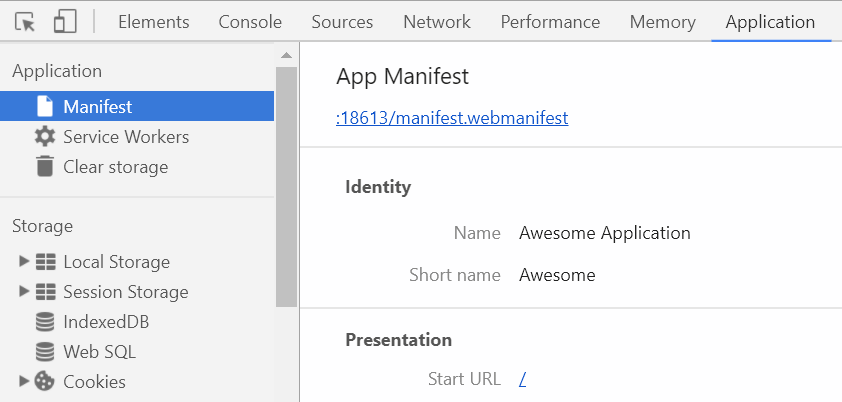 Elements Console Sources Network Performance Memory Application
Application
Manifest
Service Workers
Clear storage
Storage
Local Storage
Session Storage
IndexedDB
Web SQL
Cookies
App Manifest
:18613/manifest.webmanifest
Identity
Name Awesome Application
Short name Awesome
Presentation
Start URL /